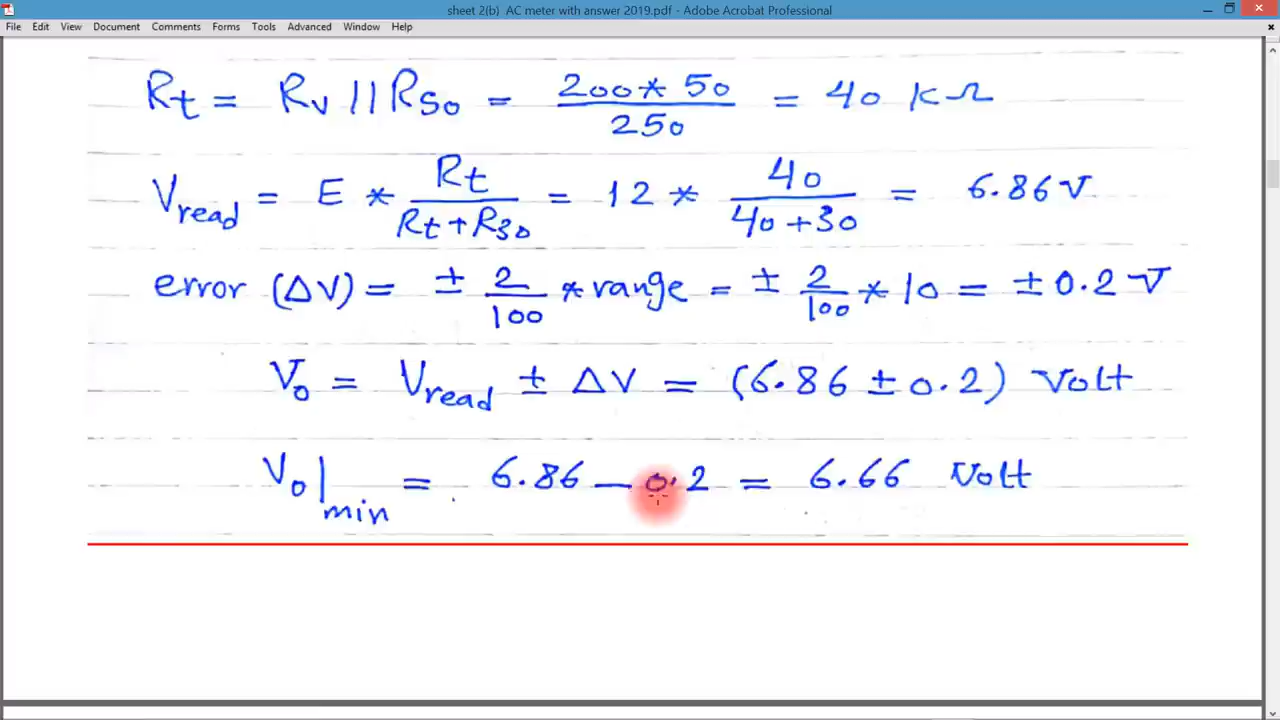 sheet 2(b) AC meter with answer 2019.pdf - Adobe Acrobat Professional
File Edit View Document Comments Forms Tools Advanced Window Help
Rt = Rv || R50 = 200 * 50 / 250 = 40 KΩ
Vread = E * Rt / (Rt + R30) = 12 * 40 / (40 + 30) = 6.86 V
error (ΔV) = ± 2/100 * range = ± 2/100 * 10 = ± 0.2 V
Vo = Vread ± ΔV = (6.86 ± 0.2) Volt
Vo|min = 6.86 – 0.2 = 6.66 Volt